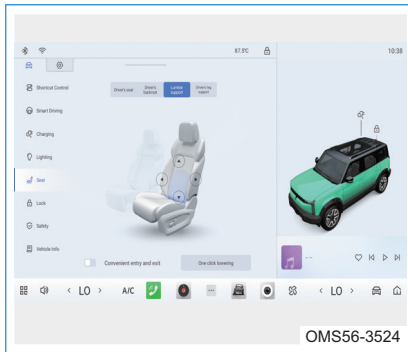 87.5℃
10:38
Shortcut Control
Driver's seat
Driver's backrest
Lumbar support
Driver's leg support
Smart Driving
Charging
Lighting
Seat
Lock
Safety
Vehicle Info
Convenient entry and exit
One click lowering
--
< LO >
A/C
< LO >
OMS56-3524